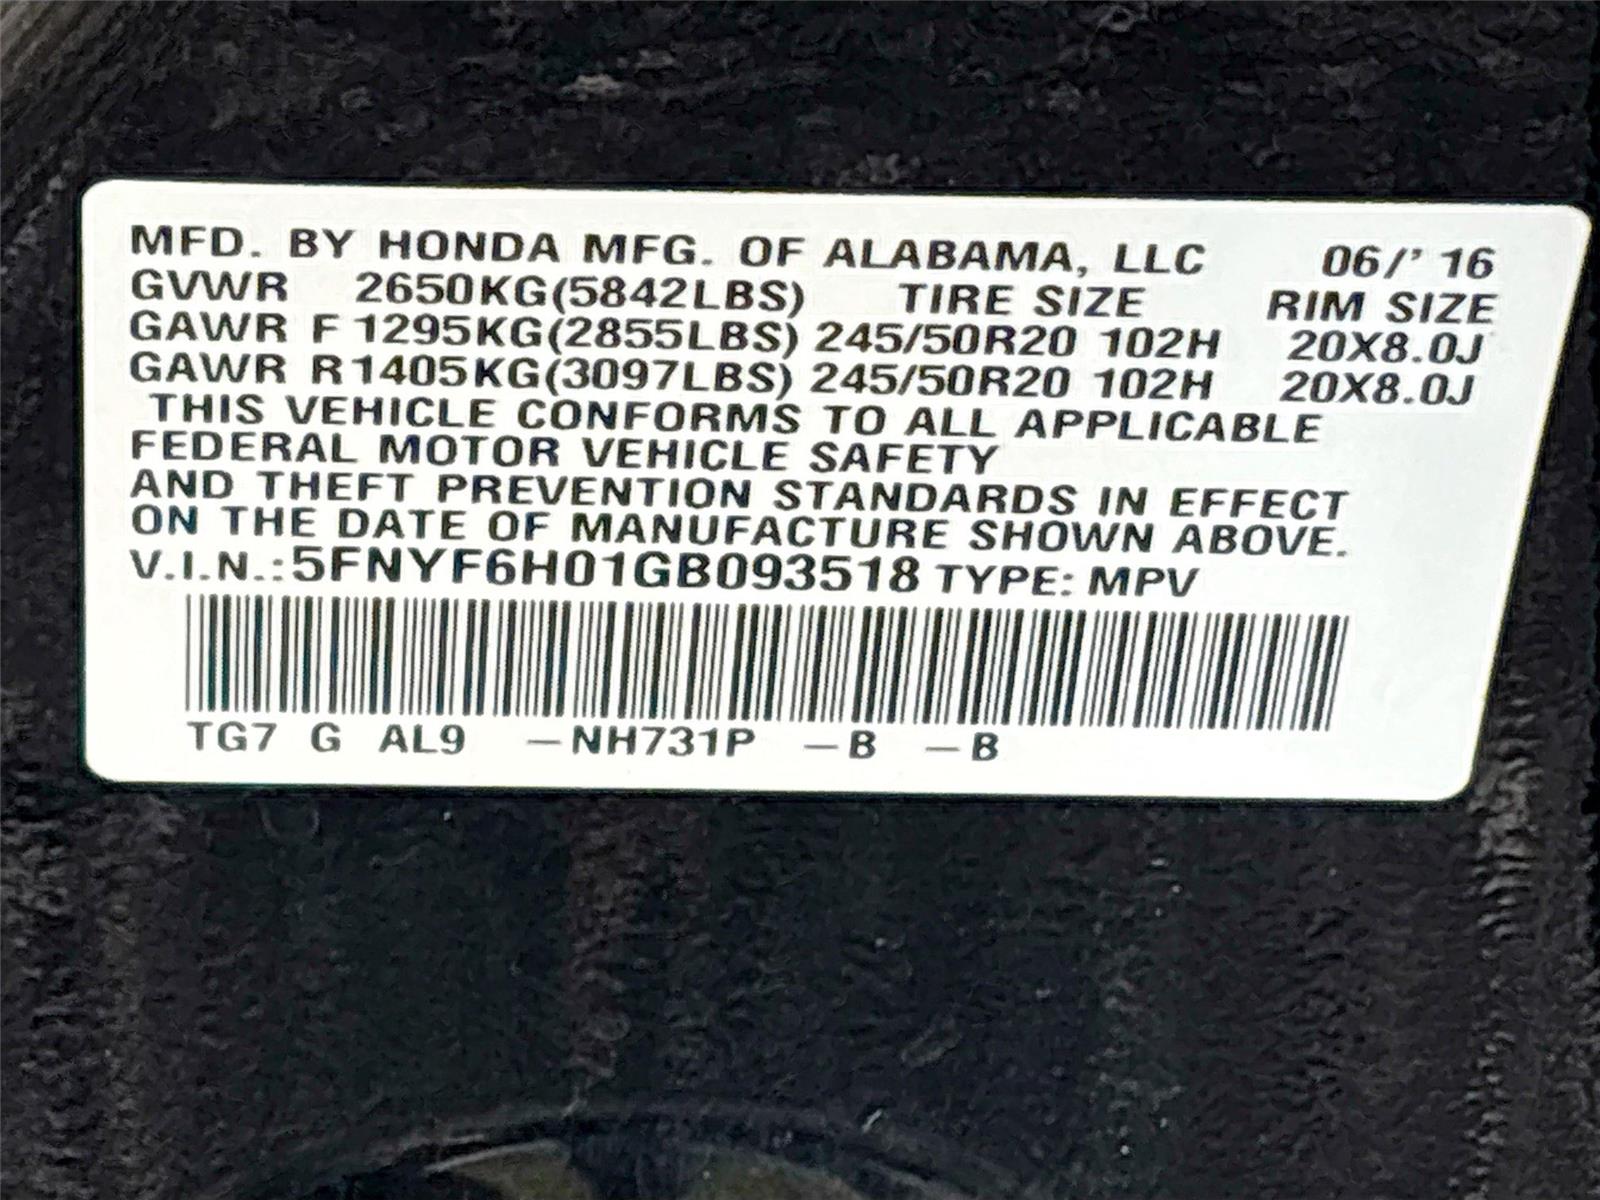 MFD. BY HONDA MFG. OF ALABAMA, LLC 06/' 16
GVWR 2650KG(5842LBS) TIRE SIZE RIM SIZE
GAWR F 1295KG(2855LBS) 245/50R20 102H 20X8.0J
GAWR R1405KG(3097LBS) 245/50R20 102H 20X8.0J
THIS VEHICLE CONFORMS TO ALL APPLICABLE
FEDERAL MOTOR VEHICLE SAFETY
AND THEFT PREVENTION STANDARDS IN EFFECT
ON THE DATE OF MANUFACTURE SHOWN ABOVE.
V.I.N.:5FNYF6H01GB093518 TYPE: MPV
TG7 G AL9 –NH731P –B –B